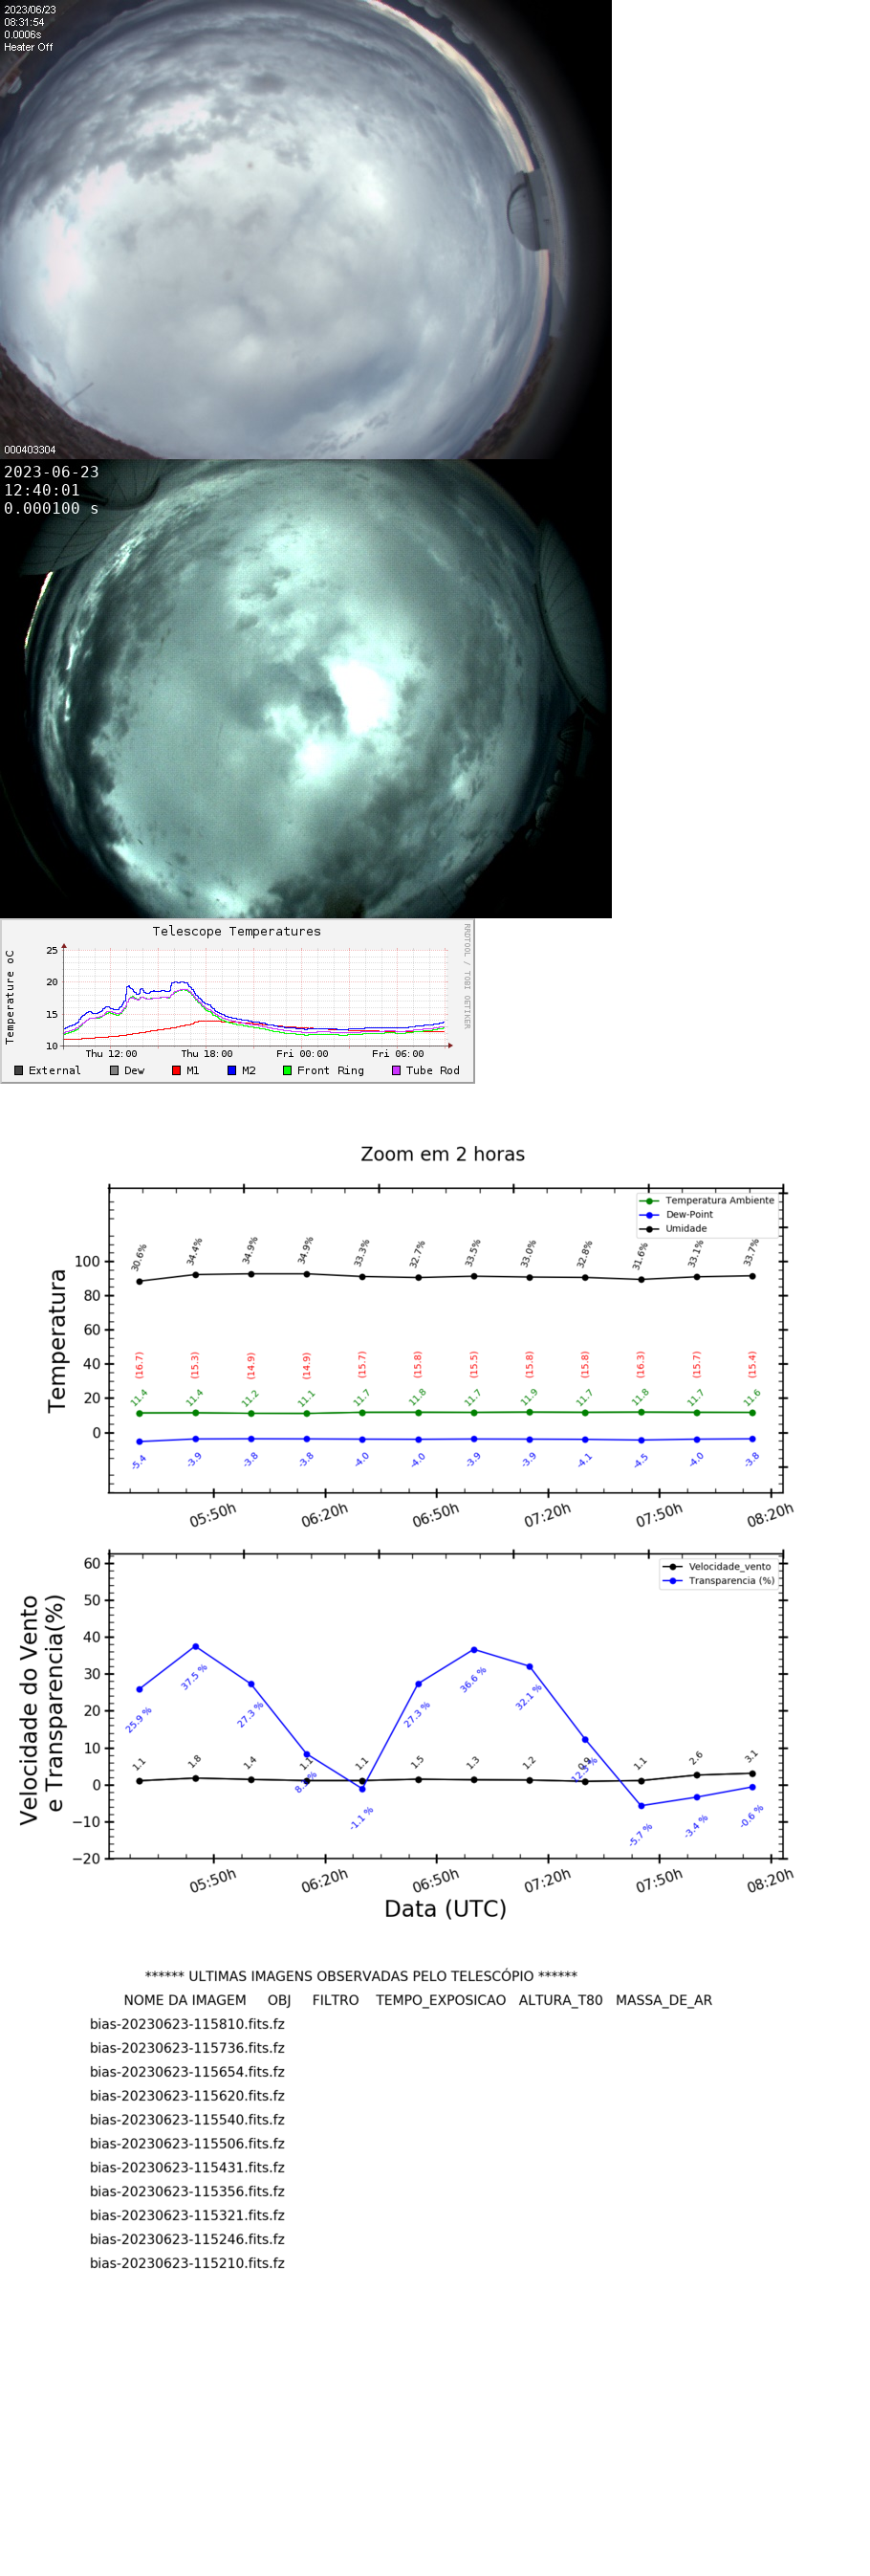 2023/06/23
08:31:54
0.0006s
Heater Off
000403304
2023-06-23
12:40:01
0.000100 s
Telescope Temperatures
RRDTOOL / TOBI OETIKER
Temperature oC
25
20
15
10
Thu 12:00 Thu 18:00 Fri 00:00 Fri 06:00
External Dew M1 M2 Front Ring Tube Rod
Zoom em 2 horas
Temperatura Ambiente
Dew-Point
Umidade
Temperatura
100
80
60
40
20
0
30.6% 34.4% 34.9% 34.9% 33.3% 32.7% 33.5% 33.0% 32.8% 31.6% 33.1% 33.7%
(16.7) (15.3) (14.9) (14.9) (15.7) (15.8) (15.5) (15.8) (15.8) (16.3) (15.7) (15.4)
11.4 11.4 11.2 11.1 11.7 11.8 11.7 11.9 11.7 11.8 11.7 11.6
-5.4 -3.9 -3.8 -3.8 -4.0 -4.0 -3.9 -3.9 -4.1 -4.5 -4.0 -3.8
05:50h 06:20h 06:50h 07:20h 07:50h 08:20h
Velocidade_vento
Transparencia (%)
Velocidade do Vento
e Transparencia(%)
60
50
40
30
20
10
0
−10
−20
1.1 1.8 1.4 1.1 1.1 1.5 1.3 1.2 0.9 1.1 2.6 3.1
25.9 % 37.5 % 27.3 % -1.1 % 27.3 % 36.6 % 32.1 % -5.7 % -3.4 % -0.6 %
05:50h 06:20h 06:50h 07:20h 07:50h 08:20h
Data (UTC)
****** ULTIMAS IMAGENS OBSERVADAS PELO TELESCÓPIO ******
NOME DA IMAGEM OBJ FILTRO TEMPO_EXPOSICAO ALTURA_T80 MASSA_DE_AR
bias-20230623-115810.fits.fz
bias-20230623-115736.fits.fz
bias-20230623-115654.fits.fz
bias-20230623-115620.fits.fz
bias-20230623-115540.fits.fz
bias-20230623-115506.fits.fz
bias-20230623-115431.fits.fz
bias-20230623-115356.fits.fz
bias-20230623-115321.fits.fz
bias-20230623-115246.fits.fz
bias-20230623-115210.fits.fz